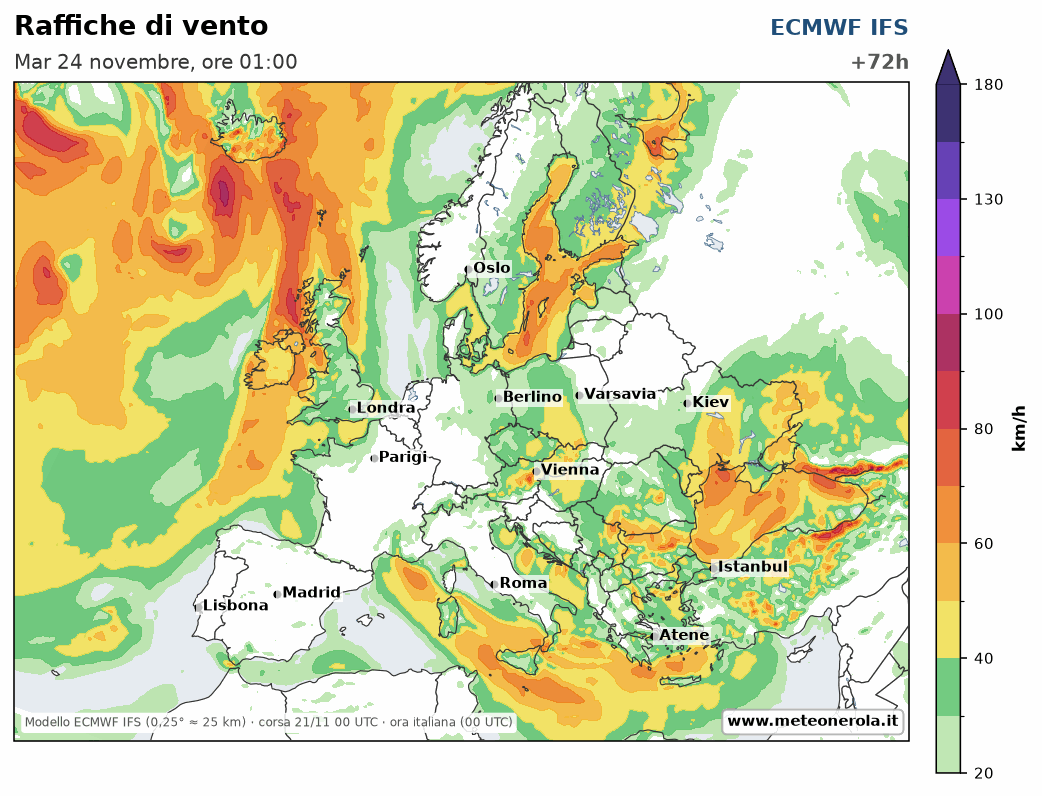 Raffiche di vento
ECMWF IFS
Mar 24 novembre, ore 01:00
+72h
180
130
100
80
60
40
20
km/h
Oslo
Berlino
Varsavia
Kiev
Londra
Parigi
Vienna
Istanbul
Roma
Madrid
Lisbona
Atene
Modello ECMWF IFS (0,25° ≈ 25 km) · corsa 21/11 00 UTC · ora italiana (00 UTC)
www.meteonerola.it